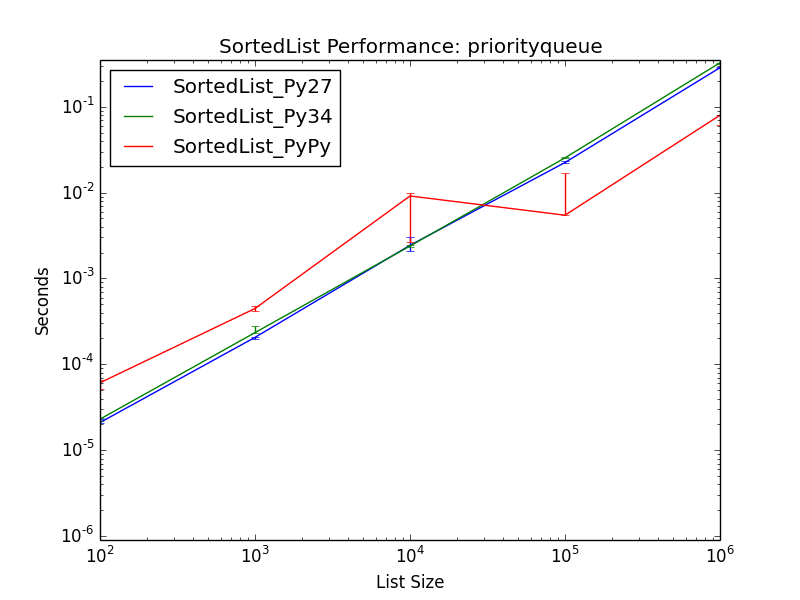 SortedList Performance: priorityqueue
SortedList_Py27
SortedList_Py34
SortedList_PyPy
10^-1
10^-2
10^-3
10^-4
10^-5
10^-6
Seconds
10^2 10^3 10^4 10^5 10^6
List Size